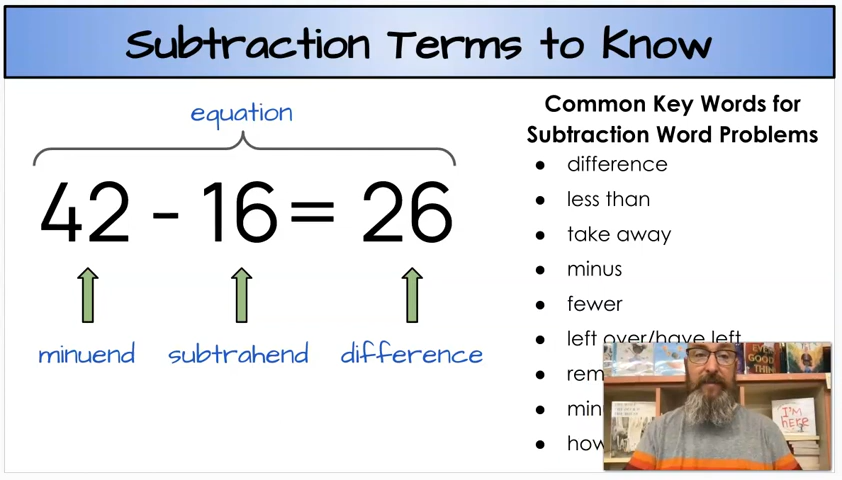 Subtraction Terms to Know
equation
42 - 16 = 26
minuend subtrahend difference
Common Key Words for
Subtraction Word Problems
● difference
● less than
● take away
● minus
● fewer
● left over/have left
●
●
●
I'm
here